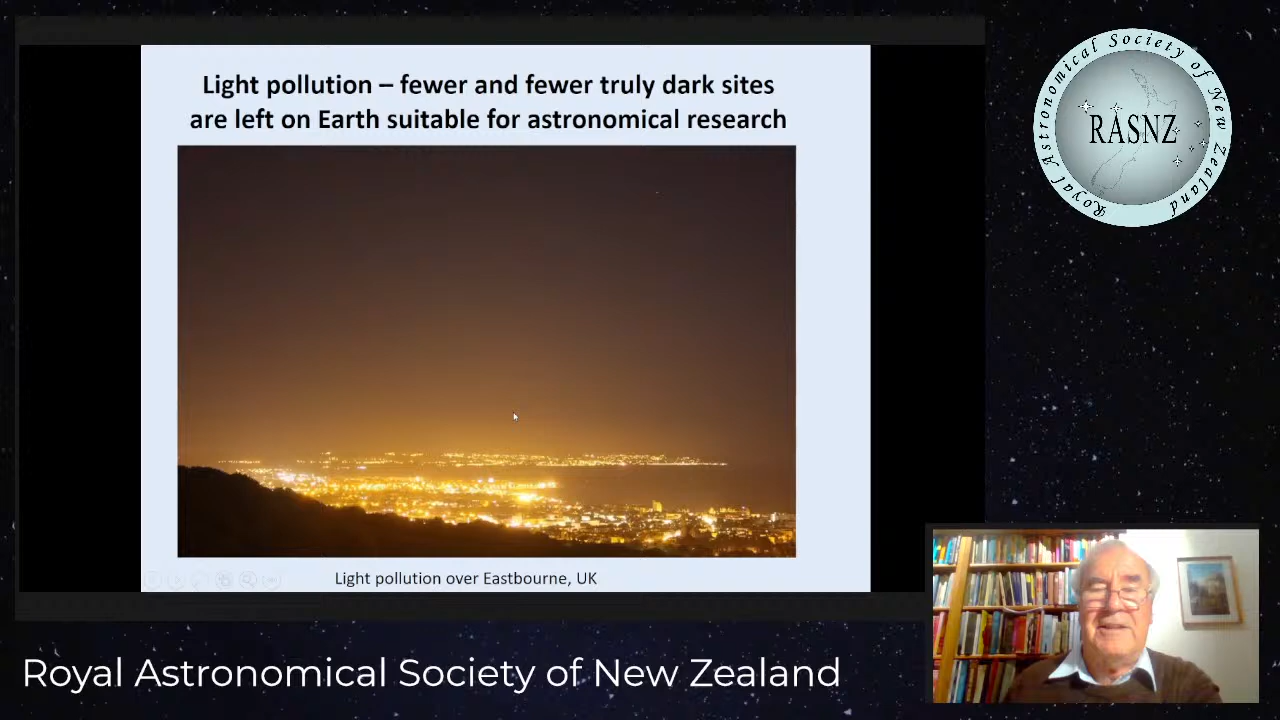 Light pollution – fewer and fewer truly dark sites
are left on Earth suitable for astronomical research
Royal Astronomical Society of New Zealand
RASNZ
Light pollution over Eastbourne, UK
Royal Astronomical Society of New Zealand